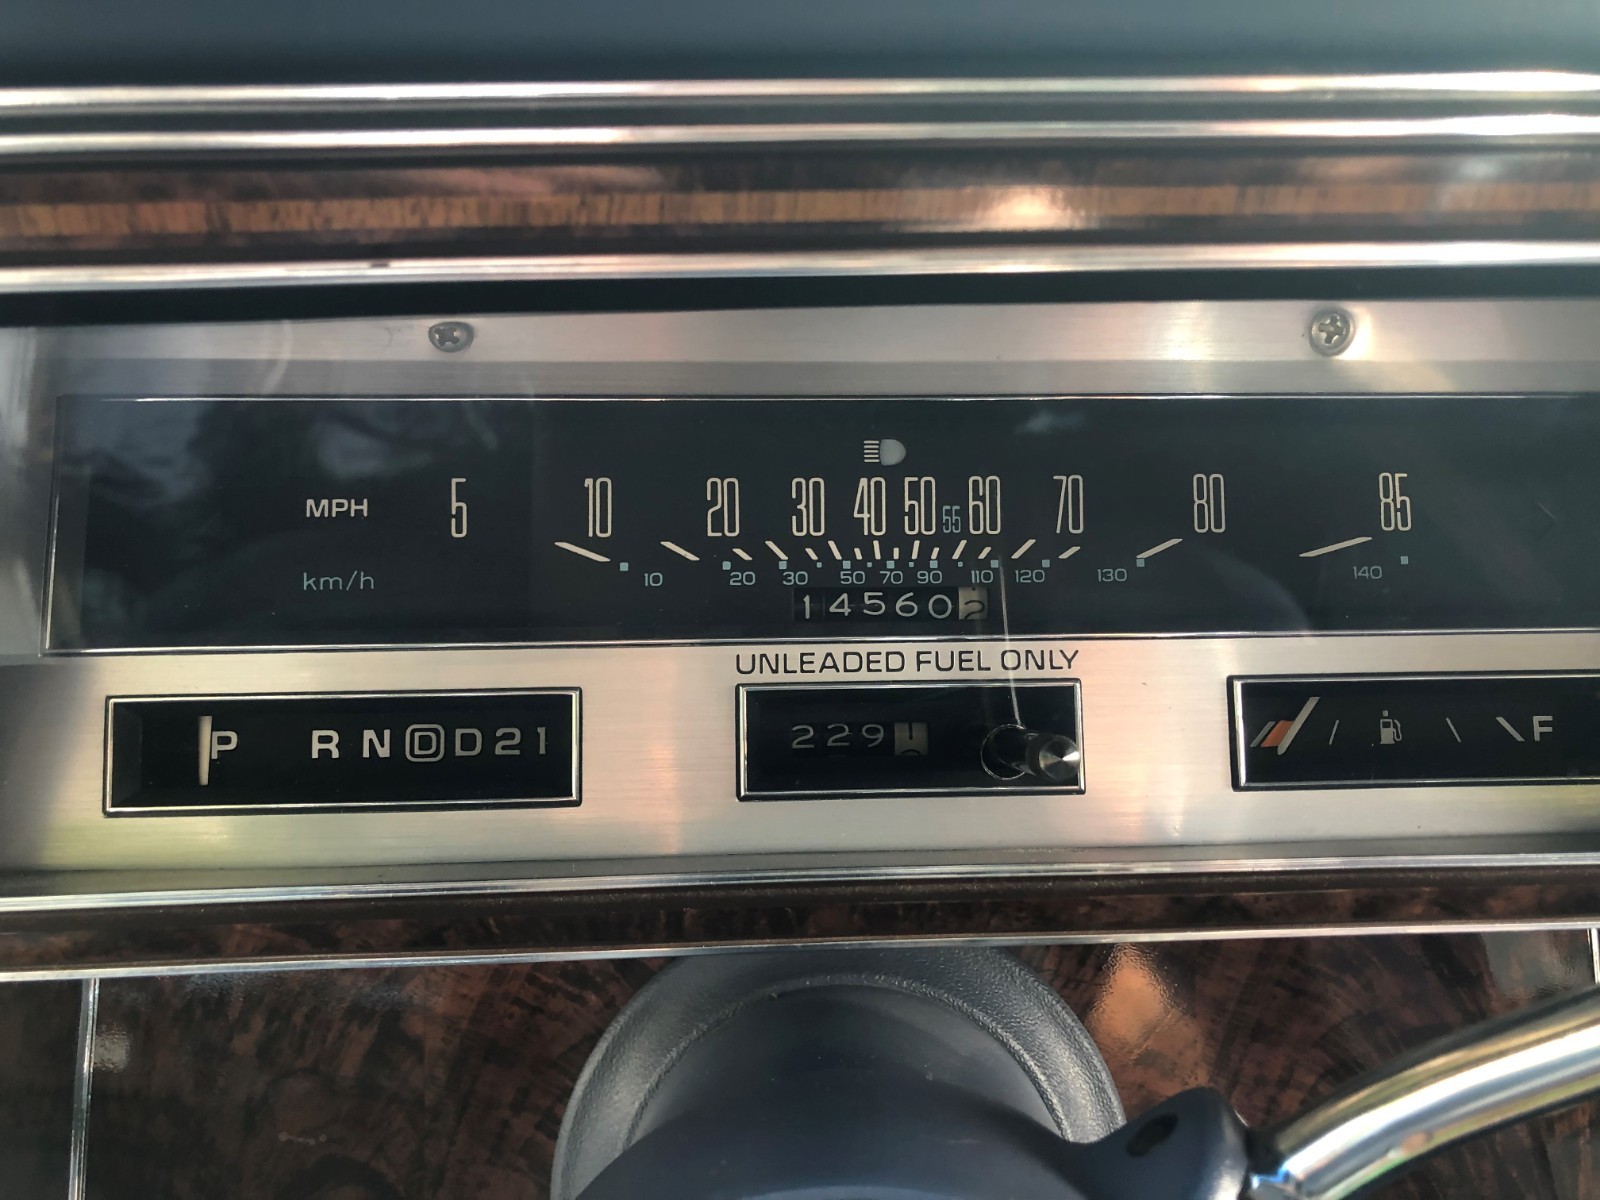 MPH 5 10 20 30 40 50 55 60 70 80 85
km/h 10 20 30 50 70 90 110 120 130 140
145602
UNLEADED FUEL ONLY
P R N D D 2 1
229
F